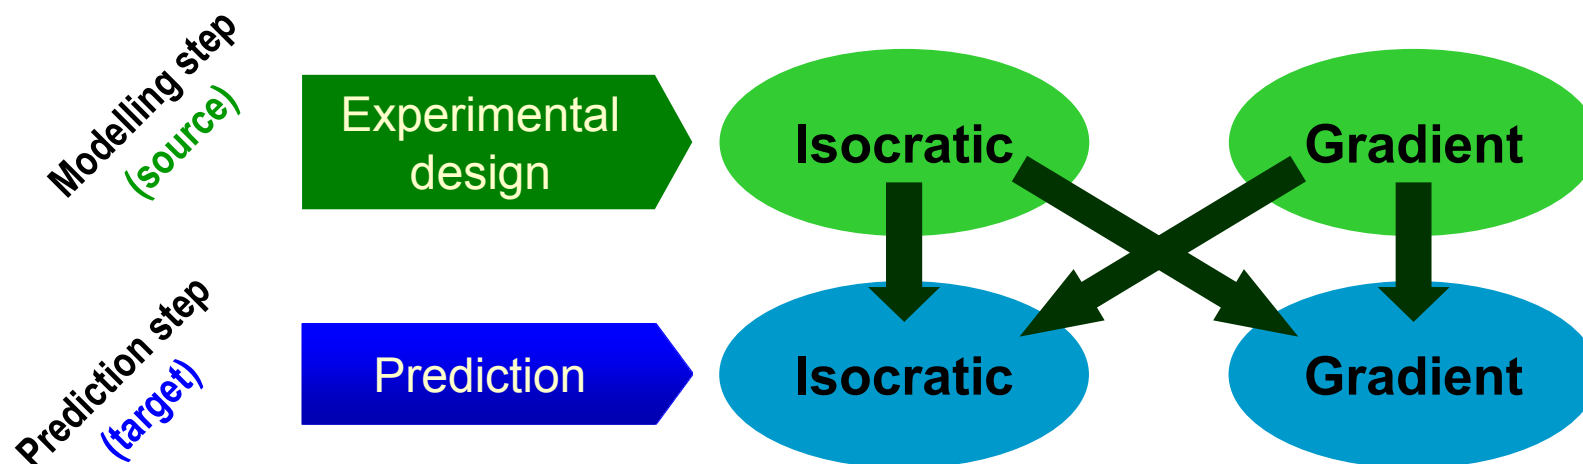 Modelling step
(source)
Experimental
design
Isocratic
Gradient
Prediction step
(target)
Prediction
Isocratic
Gradient